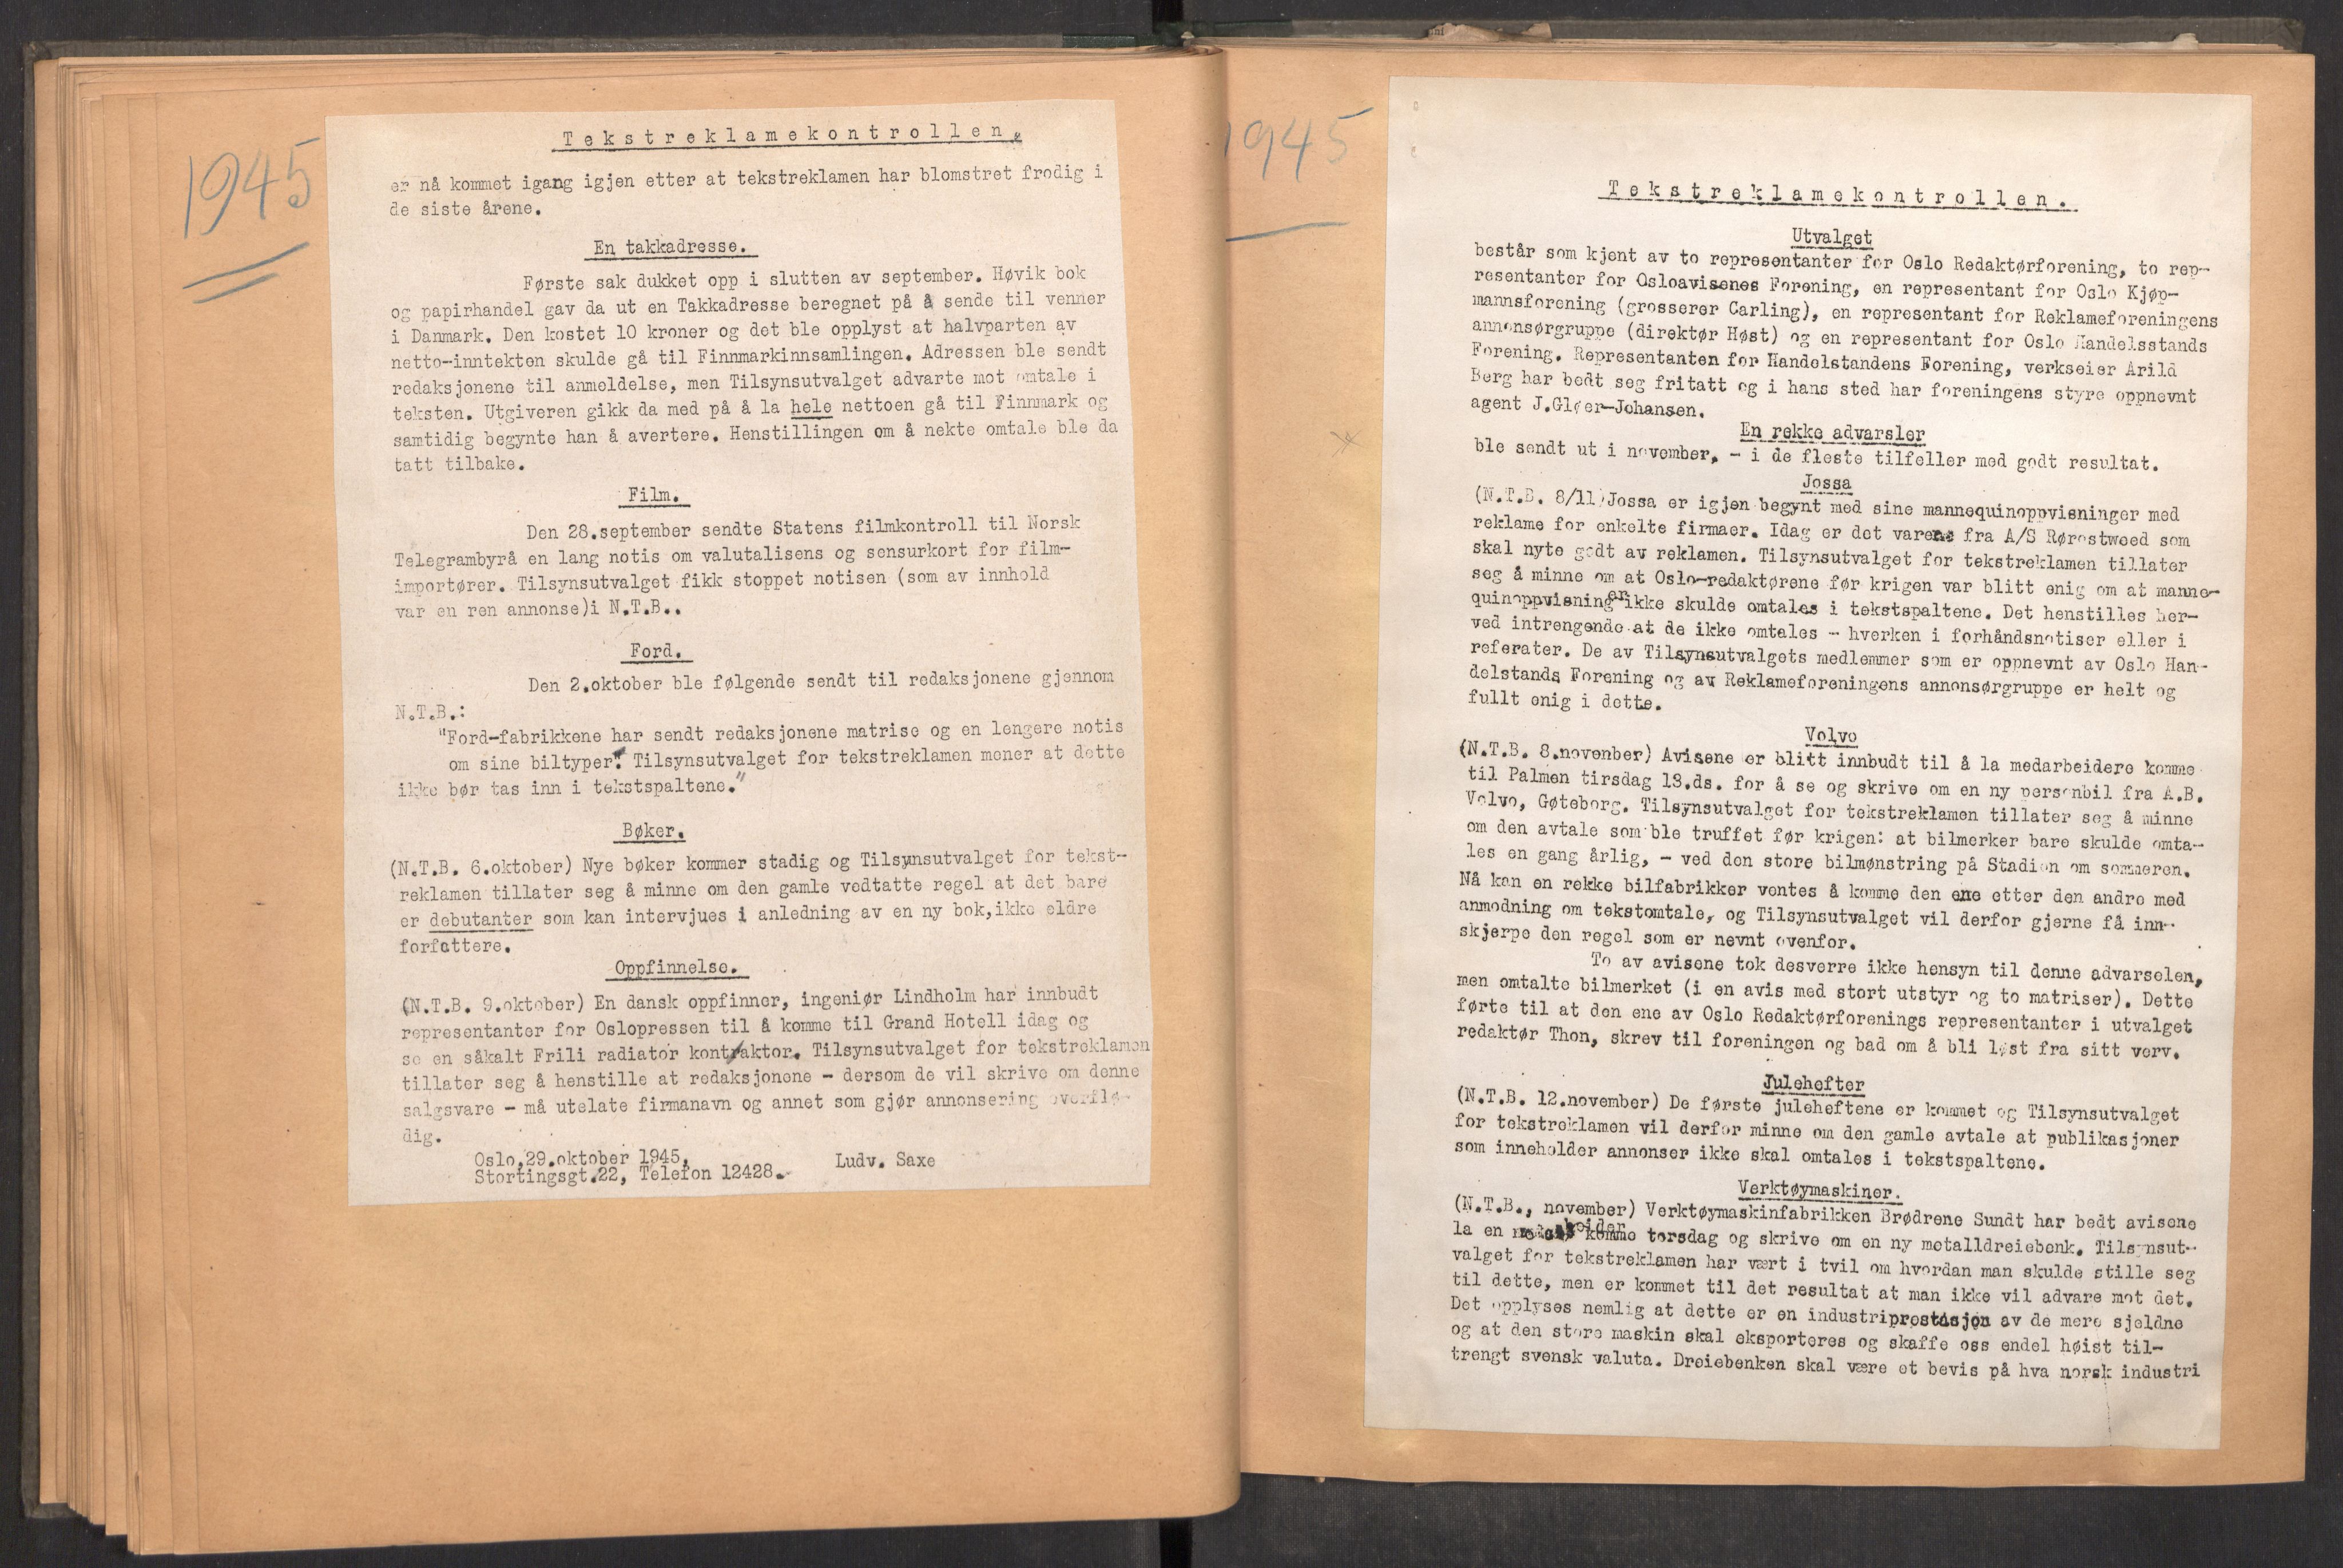 1945
Tekstreklamekontrollen.
er nå kommet igang igjen etter at tekstreklamen har blomstret frodig i
de siste årene.
En takkadresse.
Første sak dukket opp i slutten av september. Høvik bok
og papirhandel gav da ut en Takkadresse beregnet på å sende til venner
i Danmark. Den kostet 10 kroner og det ble opplyst at halvparten av
netto-inntekten skulde gå til Finnmarkinnsamlingen. Adressen ble sendt
redaksjonene til anmeldelse, men Tilsynsutvalget advarte mot omtale i
teksten. Utgiveren gikk da med på å la hele nettoen gå til Finnmark og
samtidig begynte han å avertere. Henstillingen om å nekte omtale ble da
tatt tilbake.
Film.
Den 28.september sendte Statens filmkontroll til Norsk
Telegrambyrå en lang notis om valutalisens og sensurkort for film-
importører. Tilsynsutvalget fikk stoppet notisen (som av innhold
var en ren annonse)i N.T.B..
Ford.
Den 2.oktober ble følgende sendt til redaksjonene gjennom
N.T.B.:
"Ford-fabrikkene har sendt redaksjonene matrise og en lengere notis
om sine biltyper". Tilsynsutvalget for tekstreklamen mener at dette
ikke bør tas inn i tekstspaltene."
Bøker.
(N.T.B. 6.oktober) Nye bøker kommer stadig og Tilsynsutvalget for tekst-
reklamen tillater seg å minne om den gamle vedtatte regel at det bare
er debutanter som kan intervjues i anledning av en ny bok,ikke eldre
forfattere.
Oppfinnelse.
(N.T.B. 9.oktober) En dansk oppfinner, ingeniør Lindholm har innbudt
representanter for Oslopressen til å komme til Grand Hotell idag og
se en såkalt Frili radiator kontraktor. Tilsynsutvalget for tekstreklamen
tillater seg å henstille at redaksjonene - dersom de vil skrive om denne
salgsvare - må utelate firmanavn og annet som gjør annonsering overflø-
dig.
Oslo,29.oktober 1945. Ludv. Saxe
Stortingsgt.22, Telefon 12428.
1945
Tekstreklamekontrollen.
Utvalget
består som kjent av to representanter for Oslo Redaktørforening, to rep-
resentanter for Osloavisenes Forening, en representant for Oslo Kjøp-
mannsforening (grosserer Carling), en representant for Reklameforeningens
annonsørgruppe (direktør Høst) og en representant for Oslo Handelsstands
Forening. Representanten for Handelstandens Forening, verkseier Arild
Berg har bedt seg fritatt og i hans sted har foreningens styre oppnevnt
agent J.Gløer-Johansen.
En rekke advarsler
ble sendt ut i november, - i de fleste tilfeller med godt resultat.
Jossa
(N.T.B. 8/11)Jossa er igjen begynt med sine mannequinoppvisninger med
reklame for enkelte firmaer. Idag er det varene fra A/S Rørostweed som
skal nyte godt av reklamen. Tilsynsutvalget for tekstreklamen tillater
seg å minne om at Oslo-redaktørene før krigen var blitt enig om at manne-
quinoppvisninger ikke skulde omtales i tekstspaltene. Det henstilles her-
ved intrengende at de ikke omtales - hverken i forhåndsnotiser eller i
referater. De av Tilsynsutvalgets medlemmer som er oppnevnt av Oslo Han-
delstands Forening og av Reklameforeningens annonsørgruppe er helt og
fullt enig i dette.
Volvo
(N.T.B. 8.november) Avisene er blitt innbudt til å la medarbeidere komme
til Palmen tirsdag 13.ds. for å se og skrive om en ny personbil fra A.B.
Volvo, Gøteborg. Tilsynsutvalget for tekstreklamen tillater seg å minne
om den avtale som ble truffet før krigen: at bilmerker bare skulde omta-
les en gang årlig, - ved den store bilmønstring på Stadion om sommeren.
Nå kan en rekke bilfabrikker ventes å komme den ene etter den andre med
anmodning om tekstomtale, og Tilsynsutvalget vil derfor gjerne få inn-
skjerpe den regel som er nevnt ovenfor.
To av avisene tok desverre ikke hensyn til denne advarselen,
men omtalte bilmerket (i en avis med stort utstyr og to matriser). Dette
førte til at den ene av Oslo Redaktørforenings representanter i utvalget
redaktør Thon, skrev til foreningen og bad om å bli løst fra sitt verv.
Julehefter
(N.T.B. 12.november) De første juleheftene er kommet og Tilsynsutvalget
for tekstreklamen vil derfor minne om den gamle avtale at publikasjoner
som inneholder annonser ikke skal omtales i tekstspaltene.
Verktøymaskiner.
(N.T.B., november) Verktøymaskinfabrikken Brødrene Sundt har bedt avisene
la en medarbeider komme torsdag og skrive om en ny metalldreiebenk. Tilsynsut-
valget for tekstreklamen har vært i tvil om hvordan man skulde stille seg
til dette, men er kommet til det resultat at man ikke vil advare mot det.
Det opplyses nemlig at dette er en industriprestasjon av de mere sjeldne
og at den store maskin skal eksporteres og skaffe oss endel høist til-
trengt svensk valuta. Dreiebenken skal være et bevis på hva norsk industri